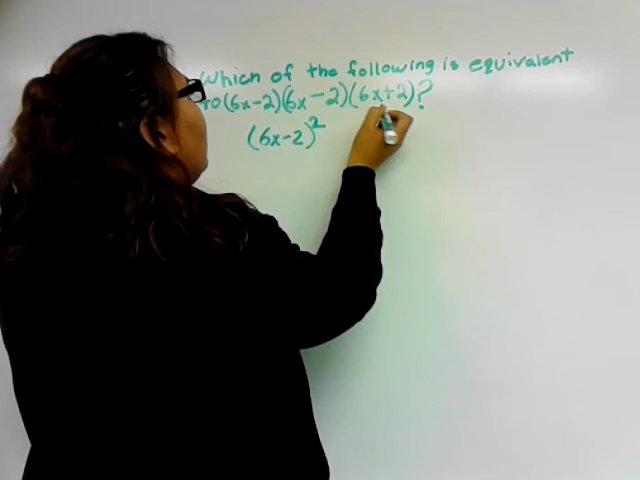 Which of the following is equivalent
to (6x-2)(6x-2)(6x+2)?
(6x-2)²